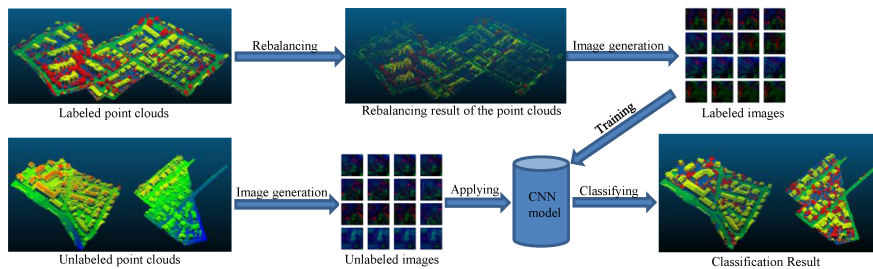 Rebalancing
Image generation
Labeled point clouds
Rebalancing result of the point clouds
Labeled images
Training
Image generation
Applying
CNN
model
Classifying
Unlabeled point clouds
Unlabeled images
Classification Result